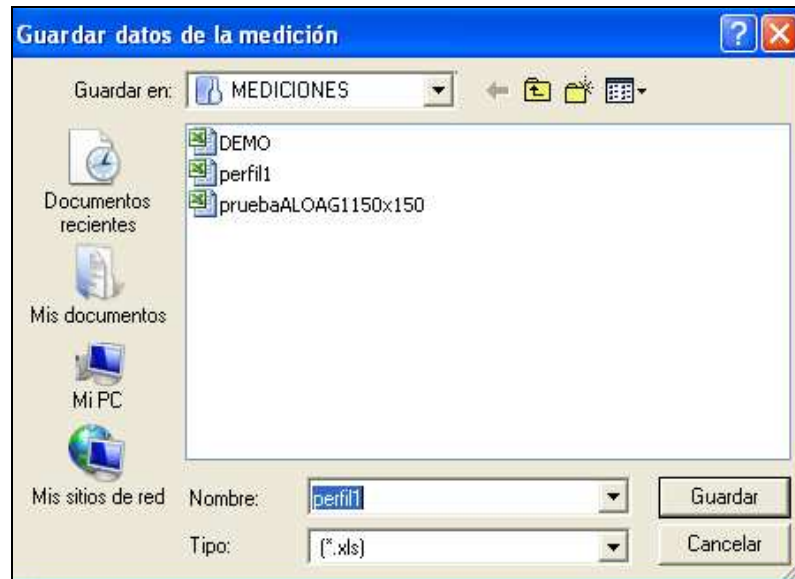 Guardar datos de la medición
Guardar en: MEDICIONES
DEMO
perfil1
pruebaALOAG1150x150
Documentos
recientes
Mis documentos
Mi PC
Mis sitios de red
Nombre: perfil1 Guardar
Tipo: (*.xls) Cancelar